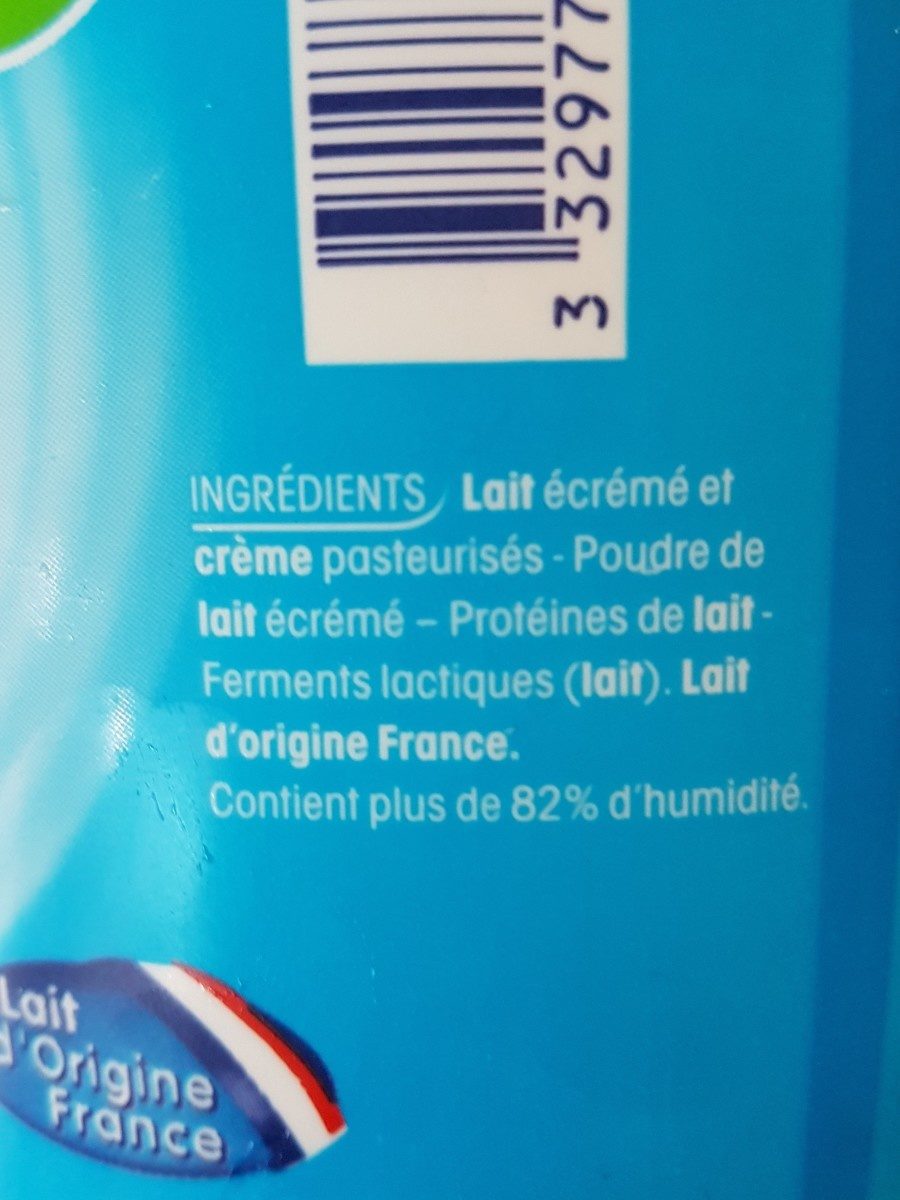 3 32977
INGRÉDIENTS Lait écrémé et
crème pasteurisés - Poudre de
lait écrémé – Protéines de lait -
Ferments lactiques (lait). Lait
d'origine France.
Contient plus de 82% d'humidité.
Lait
d'Origine
France